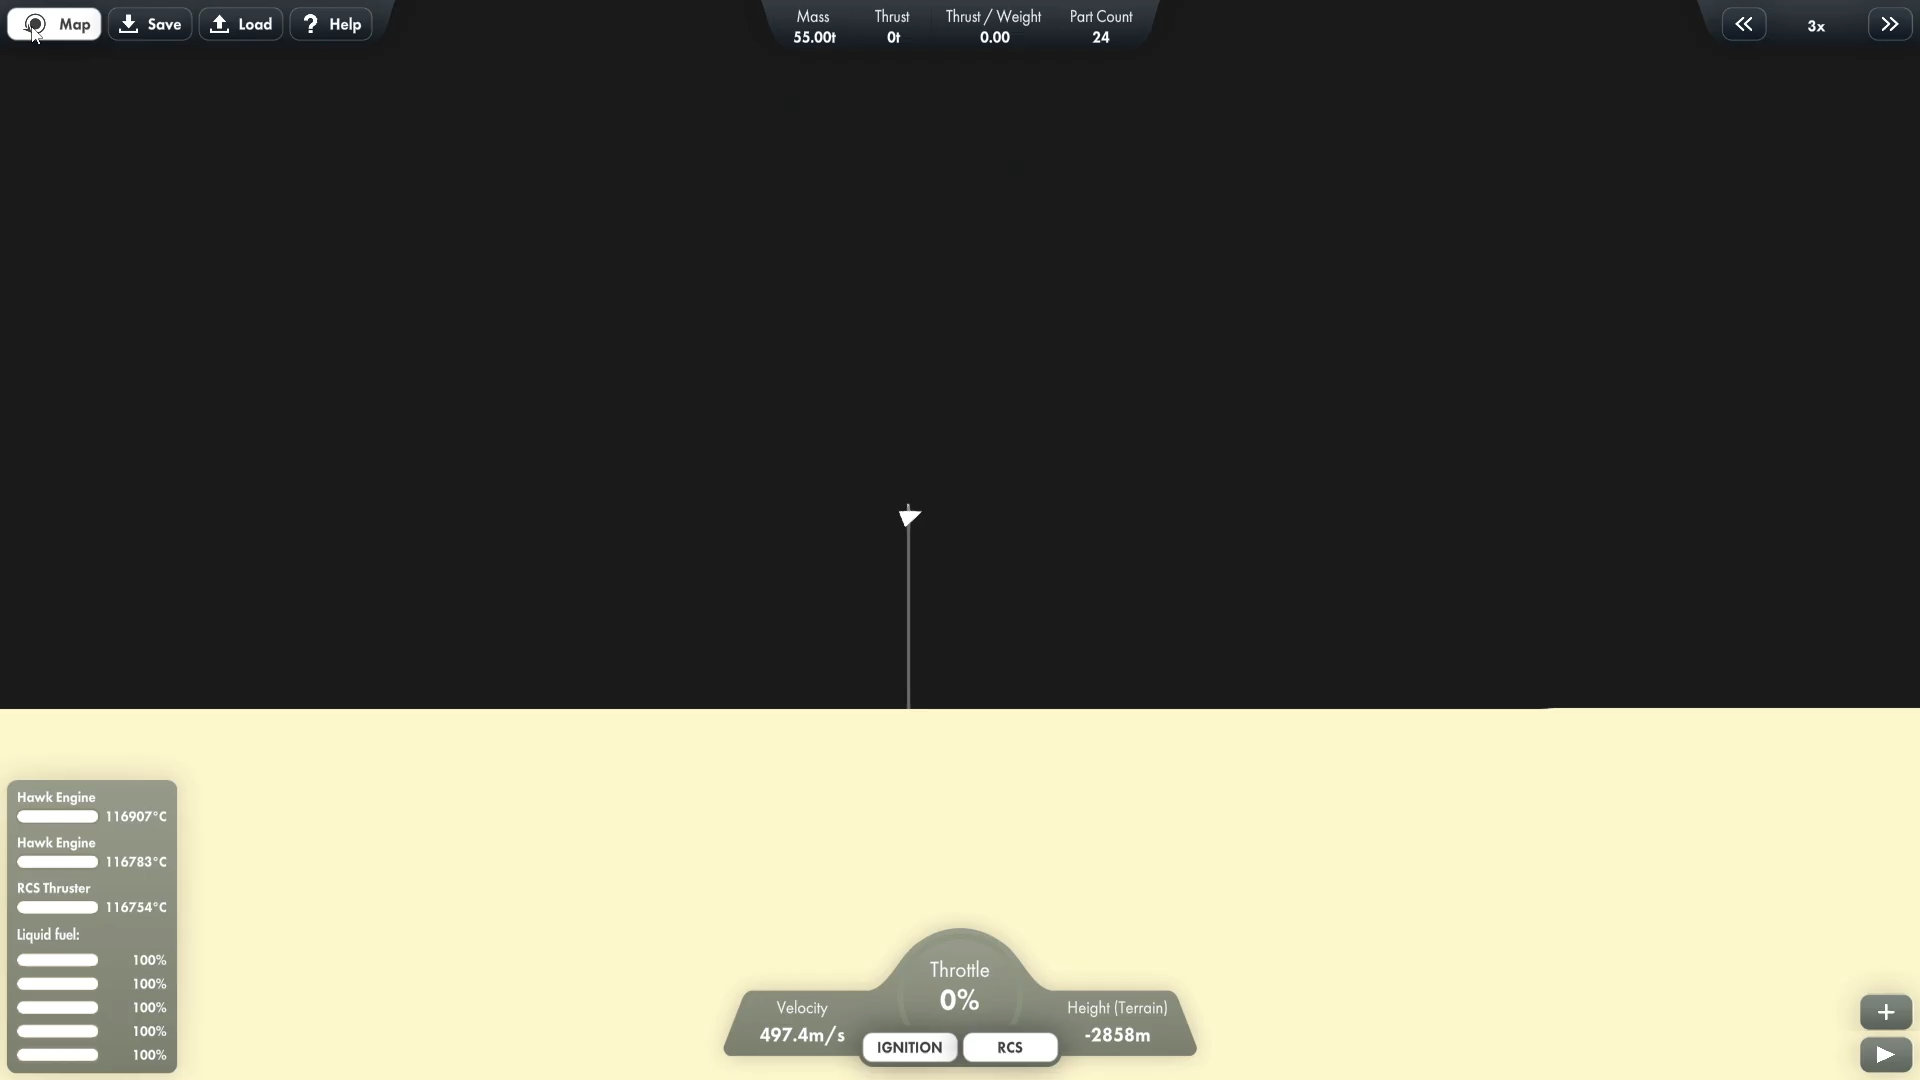 Map
Save
Load
? Help
Mass
55.00t
Thrust
0t
Thrust / Weight
0.00
Part Count
24
3x
Hawk Engine
116907°C
Hawk Engine
116783°C
RCS Thruster
116754°C
Liquid fuel:
100%
100%
100%
100%
100%
Throttle
0%
Velocity
497.4m/s
Height (Terrain)
-2858m
IGNITION
RCS